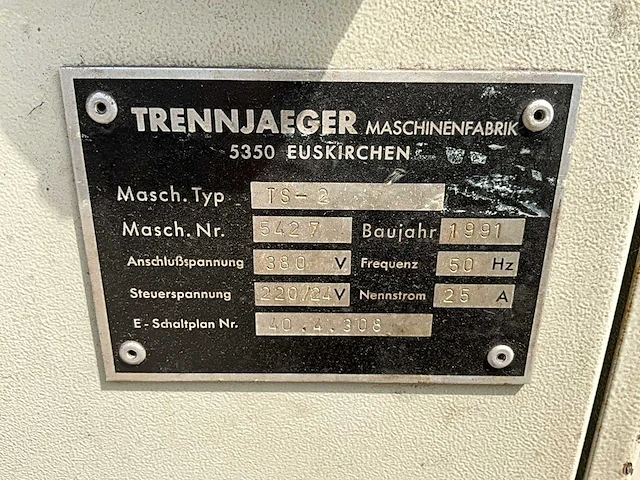 TRENNJAEGER MASCHINENFABRIK
5350 EUSKIRCHEN
Masch. Typ TS-2
Masch. Nr. 5427 Baujahr 1991
Anschlußspannung 380 V Frequenz 50 Hz
Steuerspannung 220/24V Nennstrom 25 A
E-Schaltplan Nr. 40.4.308